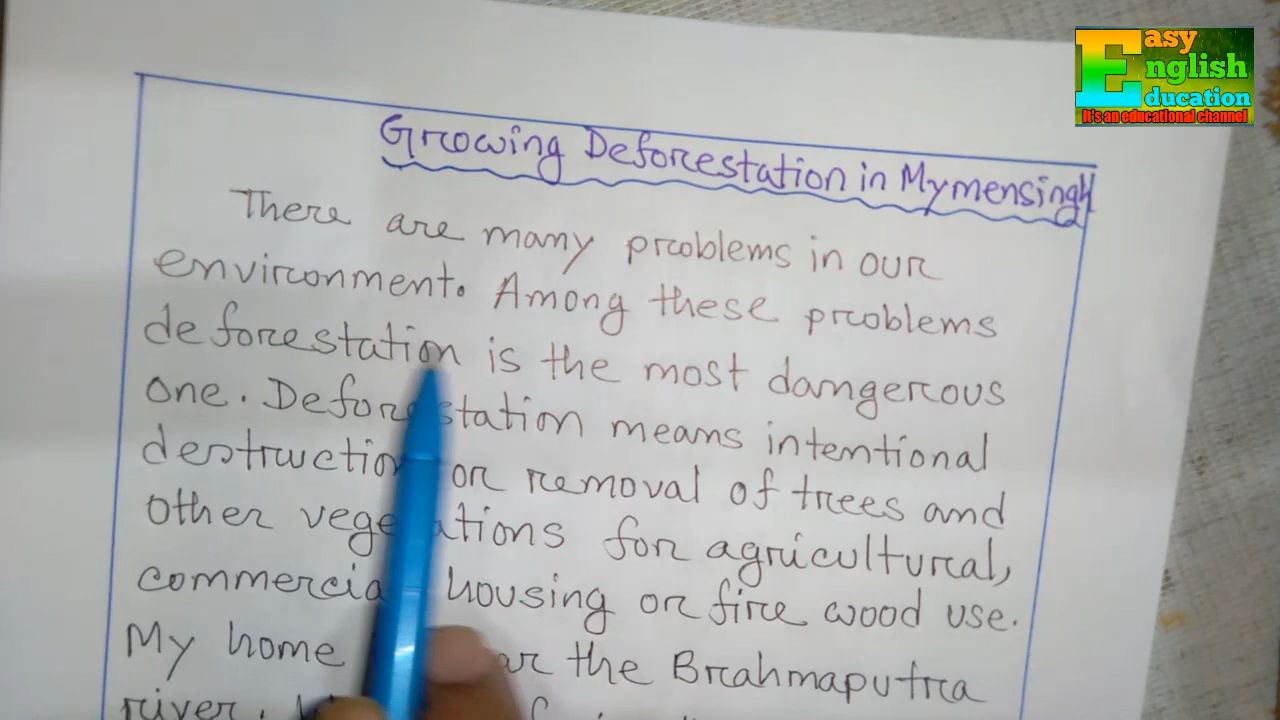 Easy
English
Education
It's an educational channel
Growing Deforestation in Mymensingh
There are many problems in our
environment. Among these problems
deforestation is the most dangerous
one. Deforestation means intentional
destruction or removal of trees and
other vegetations for agricultural,
commercial housing or fire wood use.
My home the Brahmaputra
river.